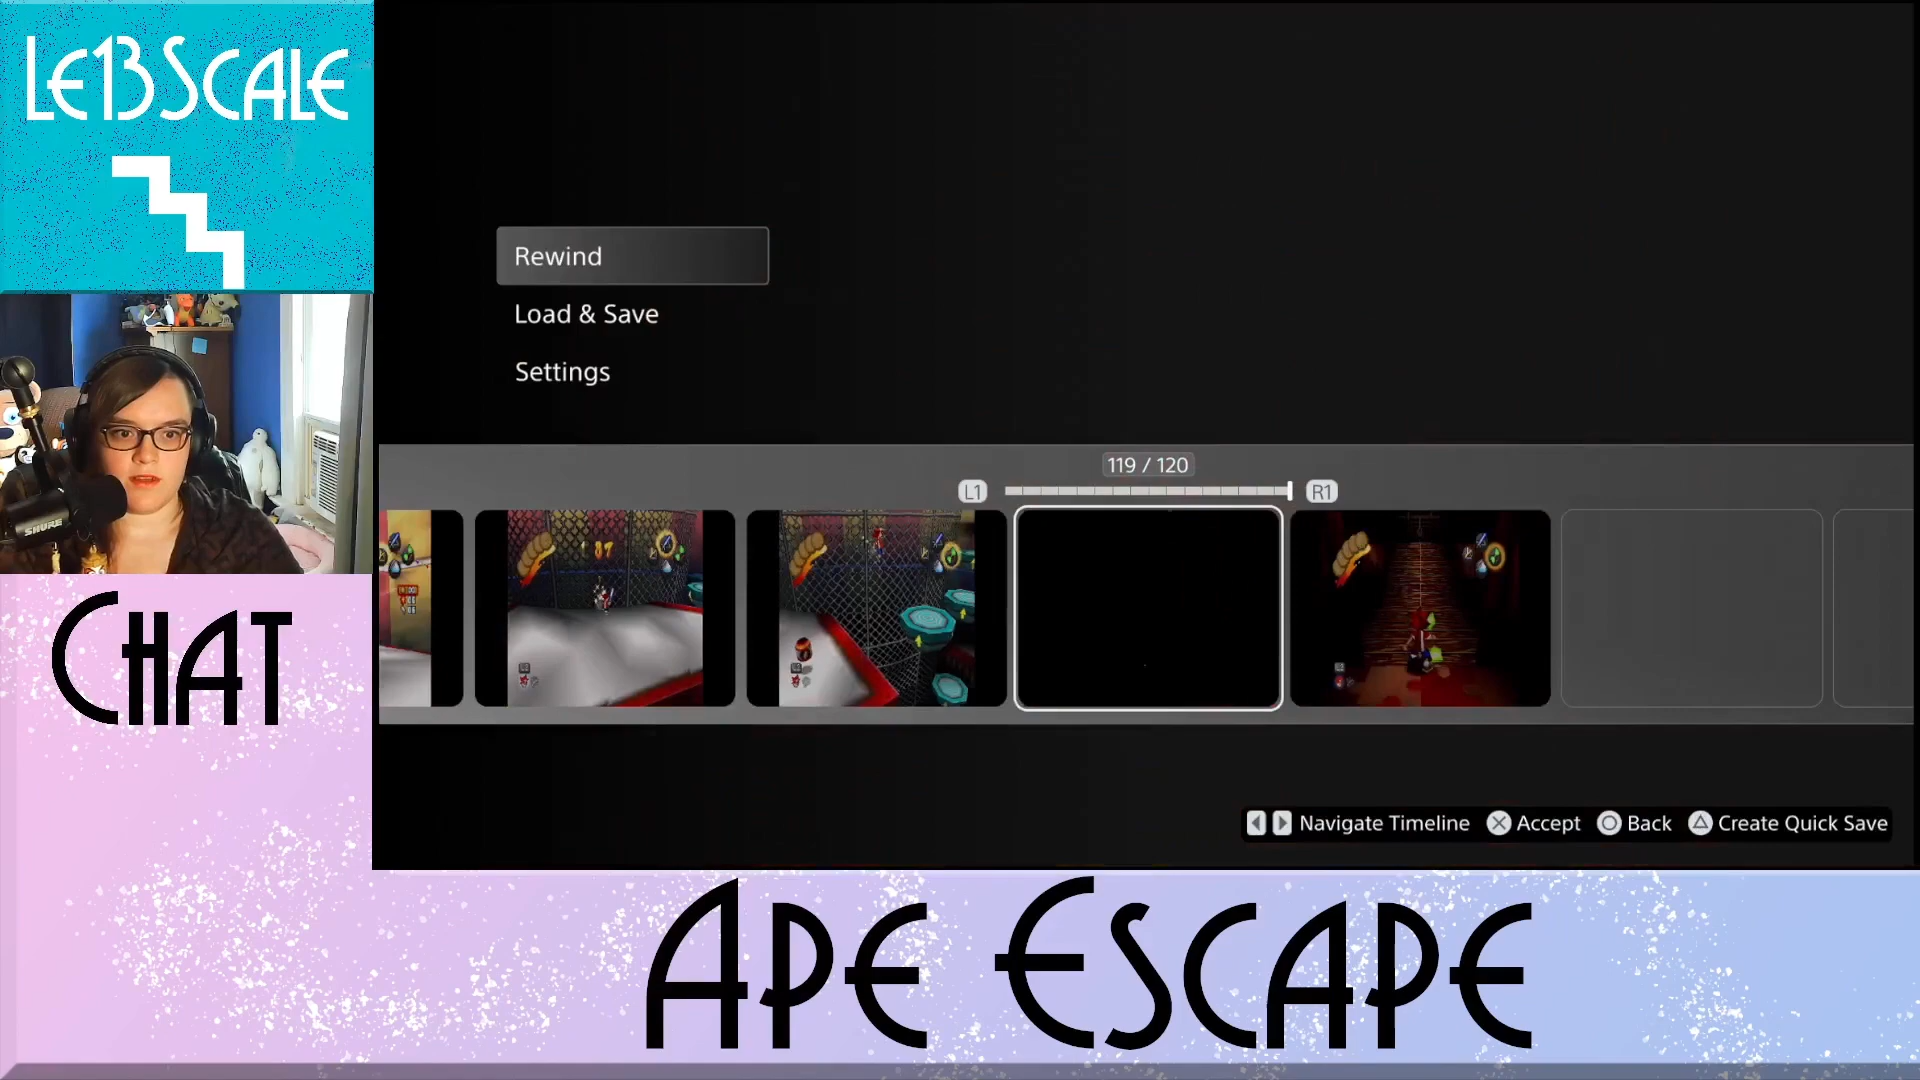 LE13SCALE
Rewind
Load & Save
Settings
119 / 120
L1
R1
SHURE
Navigate Timeline Accept Back Create Quick Save
CHAT
APE ESCAPE